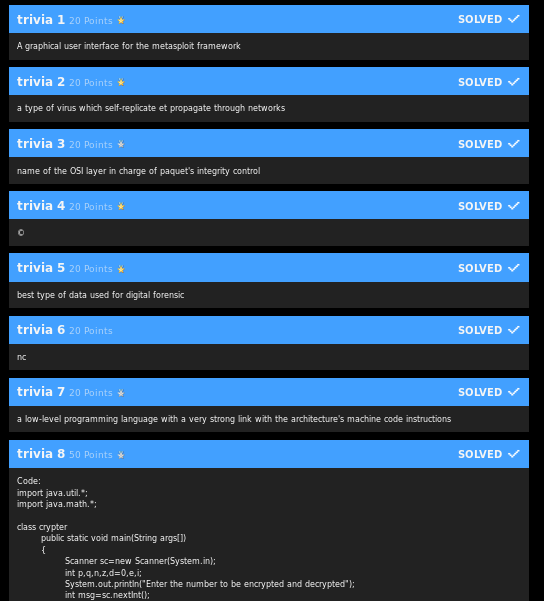 trivia 1 20 Points SOLVED
A graphical user interface for the metasploit framework
trivia 2 20 Points SOLVED
a type of virus which self-replicate et propagate through networks
trivia 3 20 Points SOLVED
name of the OSI layer in charge of paquet's integrity control
trivia 4 20 Points SOLVED
©
trivia 5 20 Points SOLVED
best type of data used for digital forensic
trivia 6 20 Points SOLVED
nc
trivia 7 20 Points SOLVED
a low-level programming language with a very strong link with the architecture's machine code instructions
trivia 8 50 Points SOLVED
Code:
import java.util.*;
import java.math.*;
class crypter
public static void main(String args[])
{
Scanner sc=new Scanner(System.in);
int p,q,n,z,d=0,e,i;
System.out.println("Enter the number to be encrypted and decrypted");
int msg=sc.nextInt();